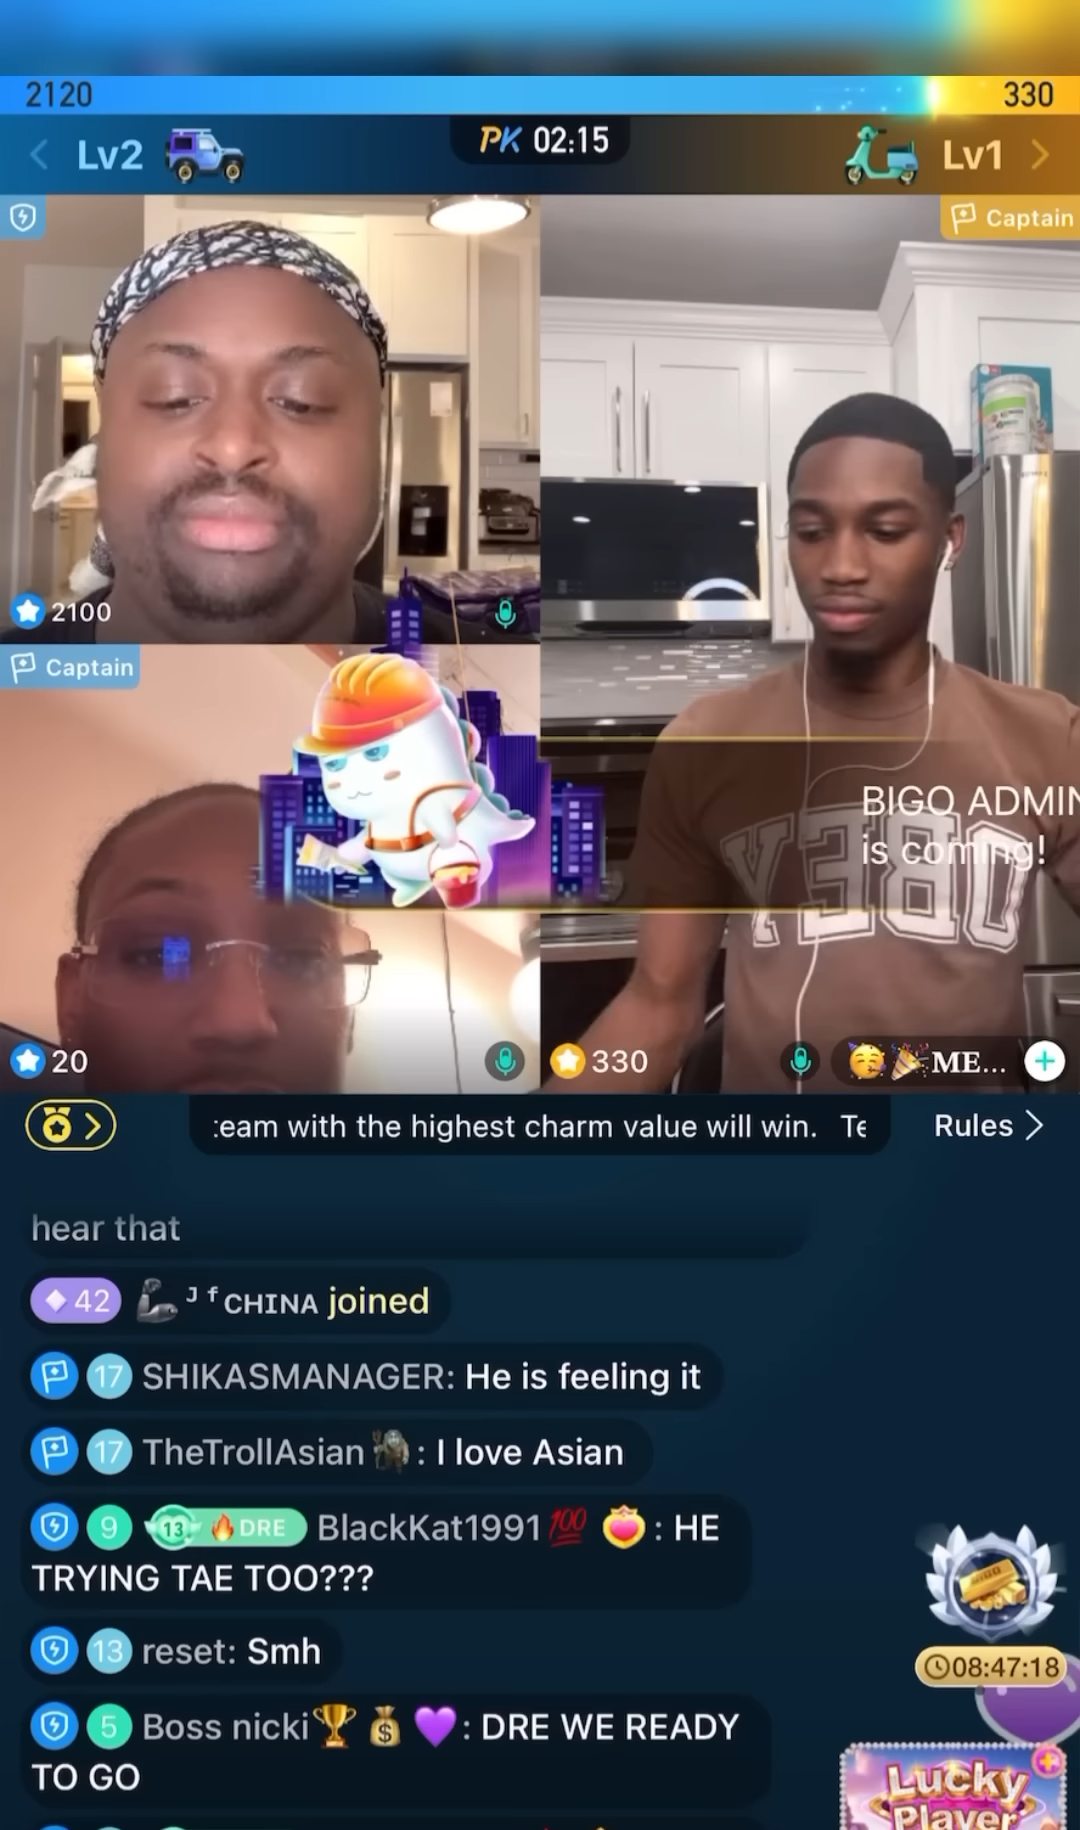 2120
330
Lv2
PK 02:15
Lv1
Captain
2100
Captain
BIGO ADMIN
is coming!
YEBO
20
330
ME...
:eam with the highest charm value will win. Te
Rules
hear that
42 ᴶ ᶠ ᴄʜɪɴᴀ joined
17 SHIKASMANAGER: He is feeling it
17 TheTrollAsian : I love Asian
9 13 🔥 DRE BlackKat1991💯 : HE
TRYING TAE TOO???
13 reset: Smh
5 Boss nicki🏆 💰 💜: DRE WE READY
TO GO
08:47:18
Lucky
Player